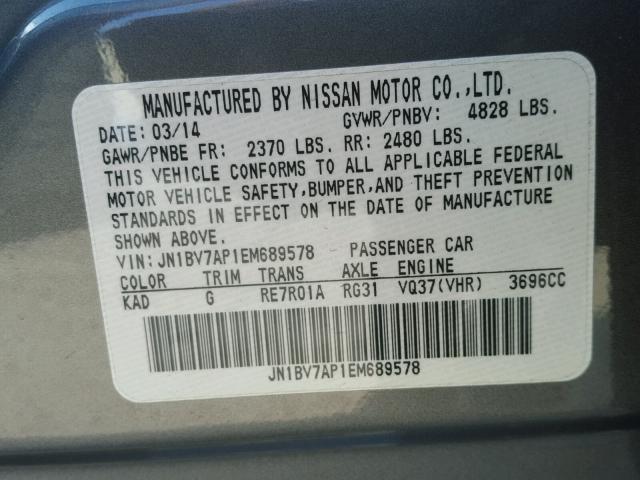 MANUFACTURED BY NISSAN MOTOR CO.,LTD.
DATE: 03/14 GVWR/PNBV: 4828 LBS.
GAWR/PNBE FR: 2370 LBS. RR: 2480 LBS.
THIS VEHICLE CONFORMS TO ALL APPLICABLE FEDERAL
MOTOR VEHICLE SAFETY,BUMPER,AND THEFT PREVENTION
STANDARDS IN EFFECT ON THE DATE OF MANUFACTURE
SHOWN ABOVE.
VIN: JN1BV7AP1EM689578 PASSENGER CAR
COLOR TRIM TRANS AXLE ENGINE
KAD G RE7R01A RG31 VQ37(VHR) 3696CC
JN1BV7AP1EM689578